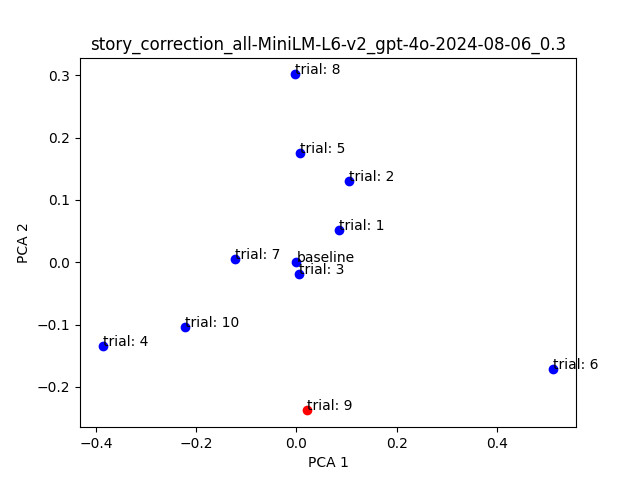 story_correction_all-MiniLM-L6-v2_gpt-4o-2024-08-06_0.3
0.3
trial: 8
0.2
trial: 5
trial: 2
0.1
trial: 1
PCA 2
0.0
trial: 7
baseline
trial: 3
−0.1
trial: 10
trial: 4
trial: 6
−0.2
trial: 9
−0.4
−0.2
0.0
0.2
0.4
PCA 1